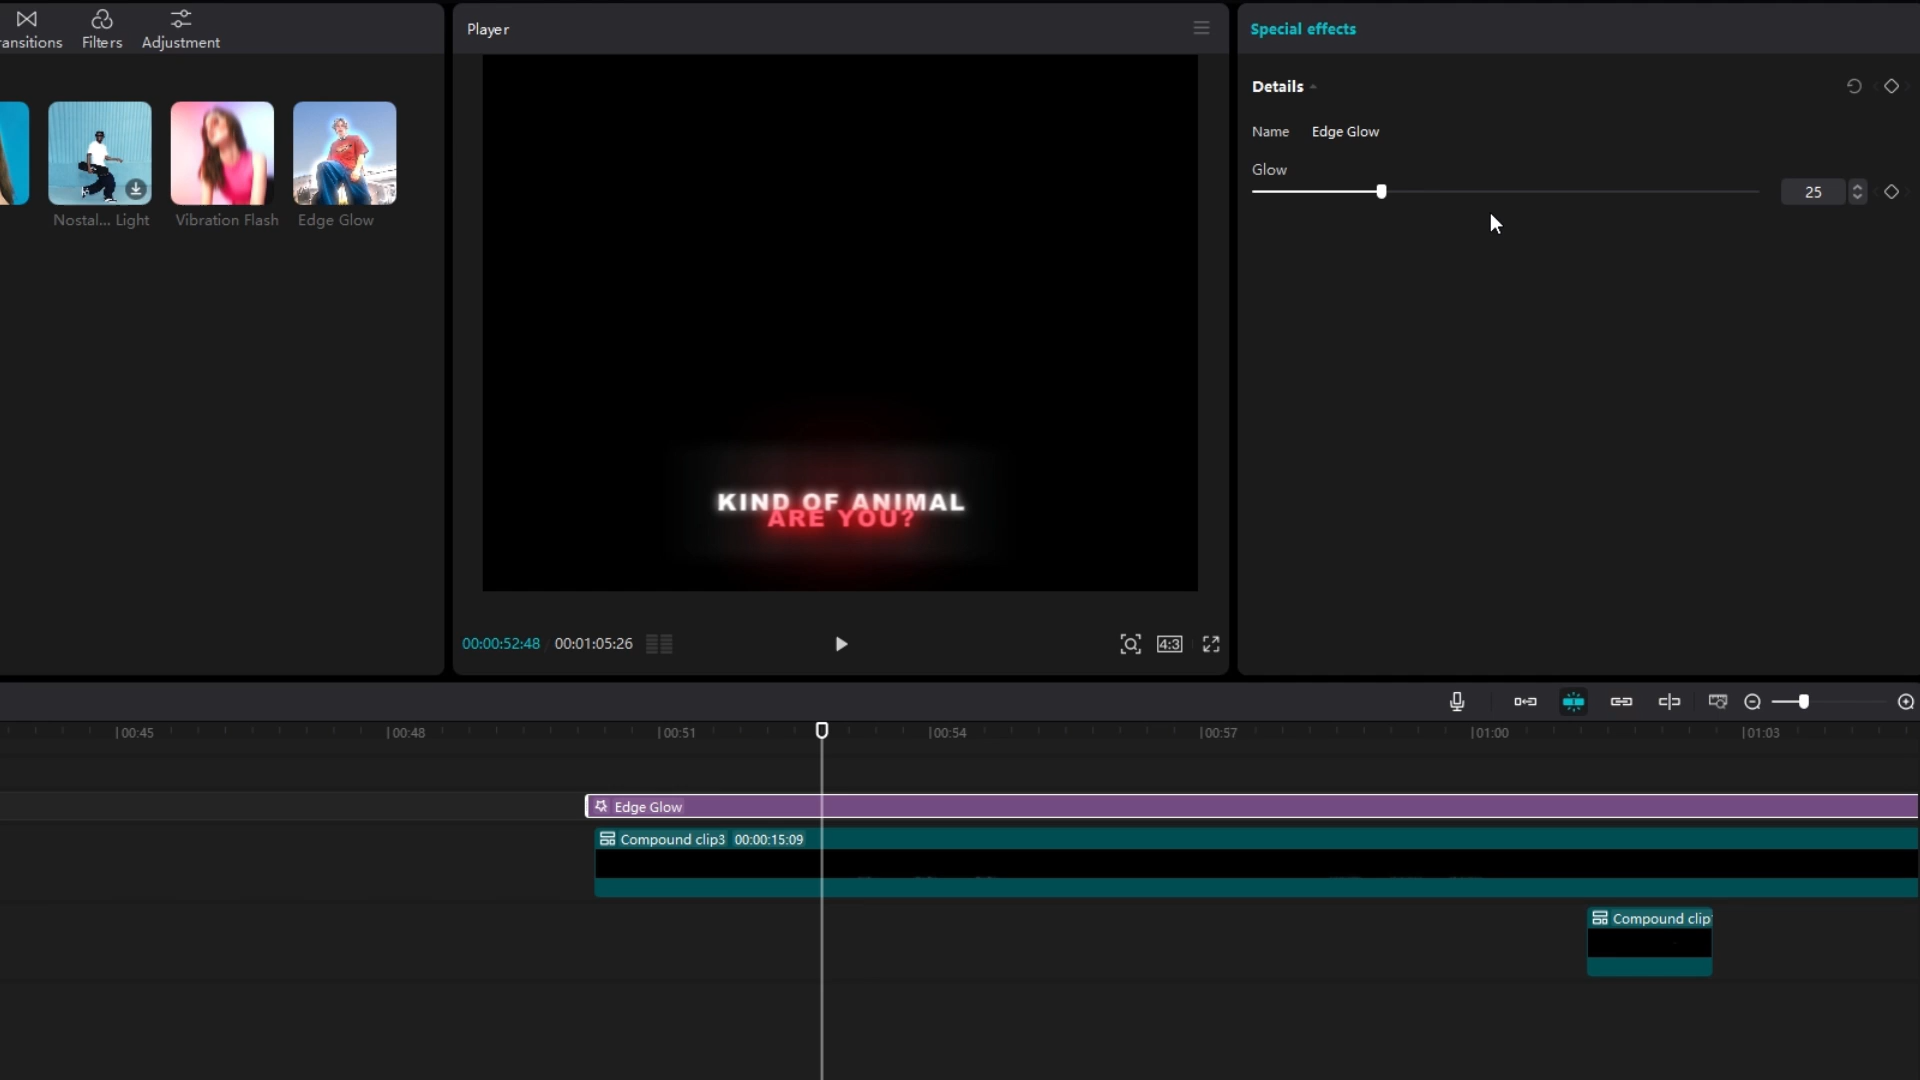 ransitions
Filters
Adjustment
Nostal... Light
Vibration Flash
Edge Glow
Player
KIND OF ANIMAL
ARE YOU?
00:00:52:48
00:01:05:26
4:3
Special effects
Details
Name
Edge Glow
Glow
25
00:45
00:48
00:51
00:54
00:57
01:00
01:03
Edge Glow
Compound clip3 00:00:15:09
Compound clip